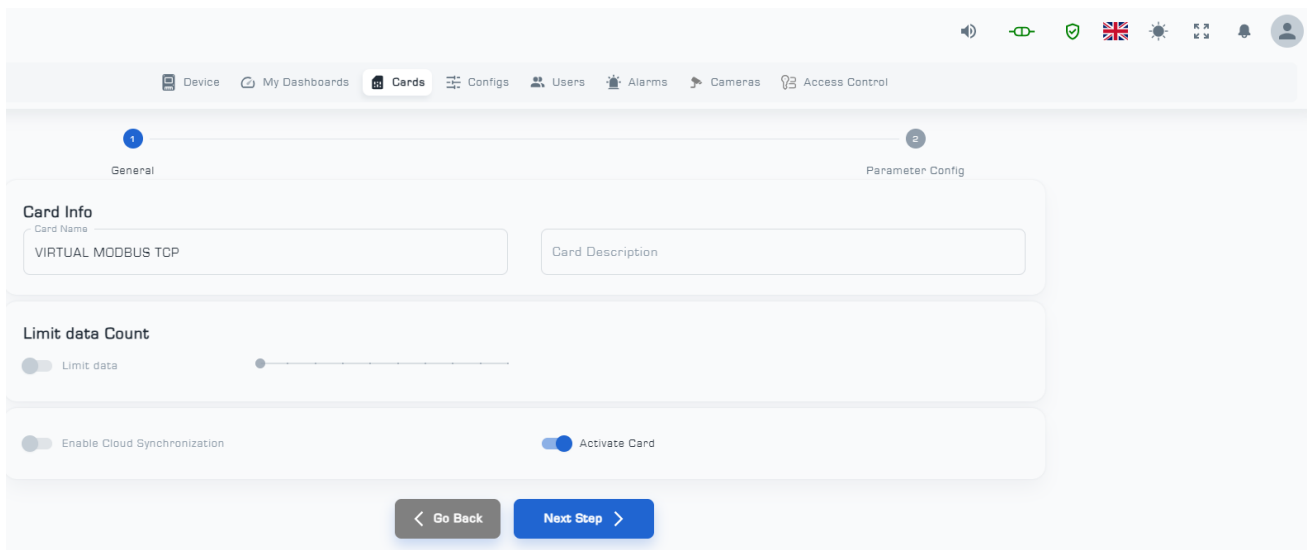 Device My Dashboards Cards Configs Users Alarms Cameras Access Control
1 2
General Parameter Config
Card Info
Card Name
VIRTUAL MODBUS TCP Card Description
Limit data Count
Limit data
Enable Cloud Synchronization Activate Card
Go Back Next Step